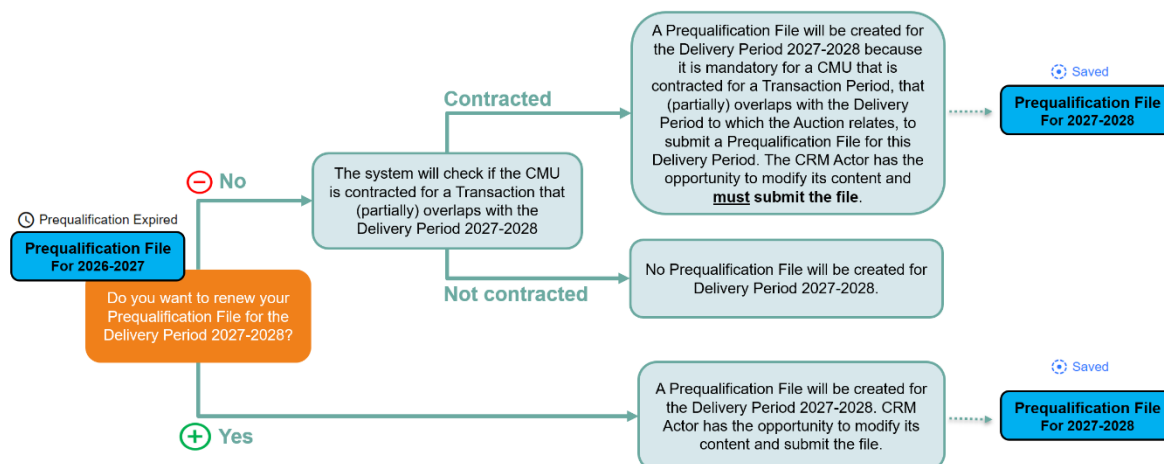 Prequalification Expired
Prequalification File
For 2026-2027
Do you want to renew your
Prequalification File for the
Delivery Period 2027-2028?
No
The system will check if the CMU
is contracted for a Transaction that
(partially) overlaps with the
Delivery Period 2027-2028
Contracted
A Prequalification File will be created for
the Delivery Period 2027-2028 because
it is mandatory for a CMU that is
contracted for a Transaction Period, that
(partially) overlaps with the Delivery
Period to which the Auction relates, to
submit a Prequalification File for this
Delivery Period. The CRM Actor has the
opportunity to modify its content and
must submit the file.
Saved
Prequalification File
For 2027-2028
Not contracted
No Prequalification File will be created for
Delivery Period 2027-2028.
Yes
A Prequalification File will be created for
the Delivery Period 2027-2028. CRM
Actor has the opportunity to modify its
content and submit the file.
Saved
Prequalification File
For 2027-2028